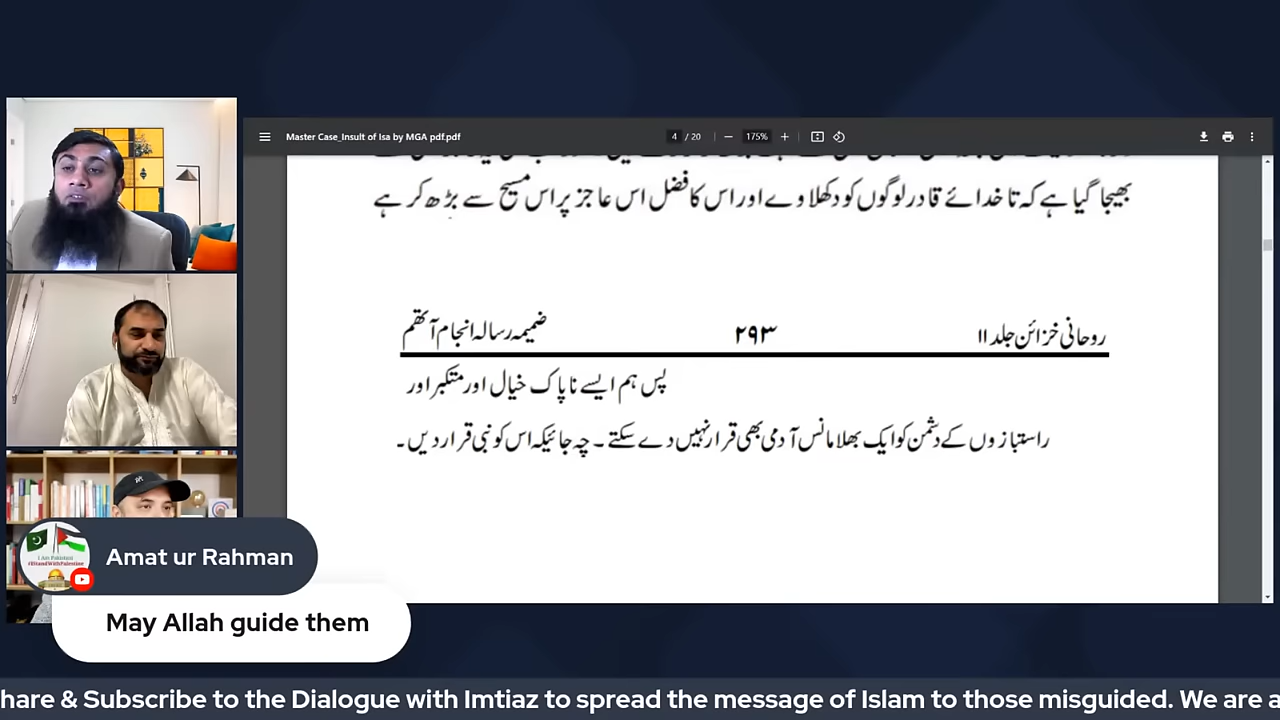 Master Case_Insult of Isa by MGA pdf.pdf
4 / 20
175%
بھیجا گیا ہے کہ تا خدائے قادر لوگوں کو دکھلاوے اور اس کا فضل اس عاجز پر اس مسیح سے بڑھ کر ہے
روحانی خزائن جلد ۱۱
۲۹۳
ضمیمہ رسالہ انجام آتھم
پس ہم ایسے ناپاک خیال اور متکبر اور
راستبازوں کے دشمن کو ایک بھلا مانس آدمی بھی قرار نہیں دے سکتے ۔ چہ جائیکہ اس کو نبی قرار دیں ۔
Amat ur Rahman
May Allah guide them
hare & Subscribe to the Dialogue with Imtiaz to spread the message of Islam to those misguided. We are a